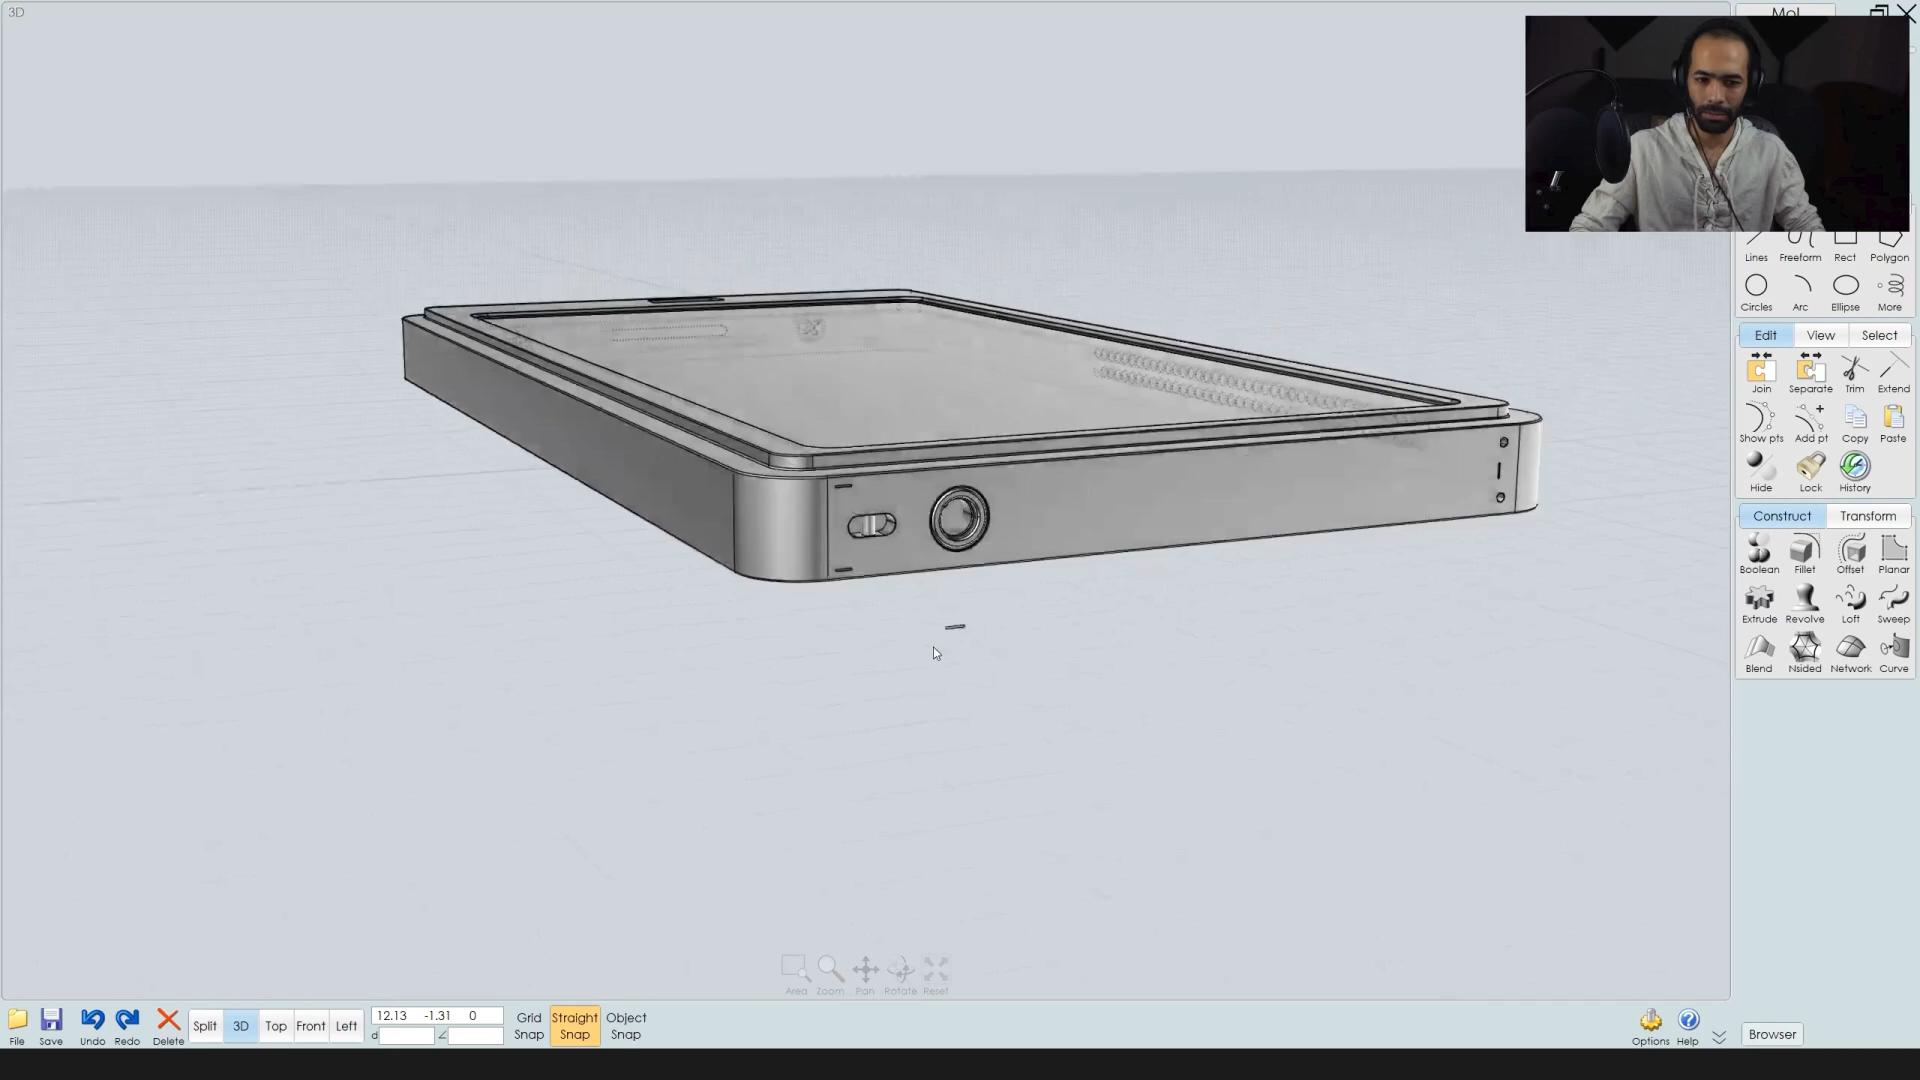 3D
MoI
Lines Freeform Rect Polygon
Circles Arc Ellipse More
Edit View Select
Join Separate Trim Extend
Show pts Add pt Copy Paste
Hide Lock History
Construct Transform
Boolean Fillet Offset Planar
Extrude Revolve Loft Sweep
Blend Nsided Network Curve
Area Zoom Pan Rotate Reset
File Save Undo Redo Delete Split 3D Top Front Left
12.13 -1.31 0
d
Grid Snap
Straight Snap
Object Snap
Options Help
Browser